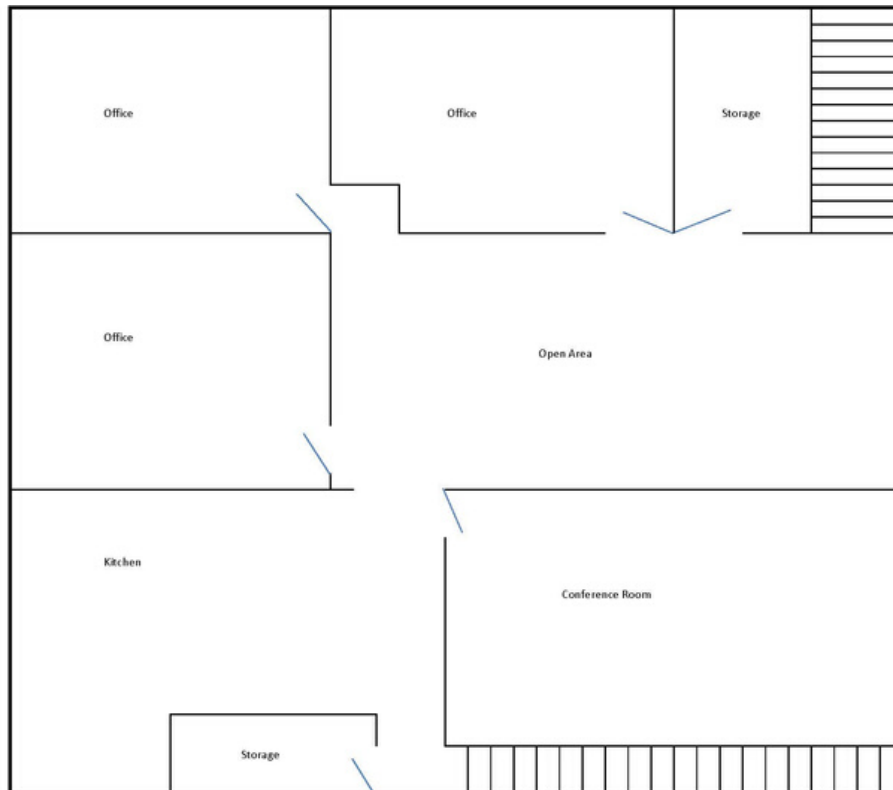 Office
Office
Storage
Office
Open Area
Kitchen
Conference Room
Storage